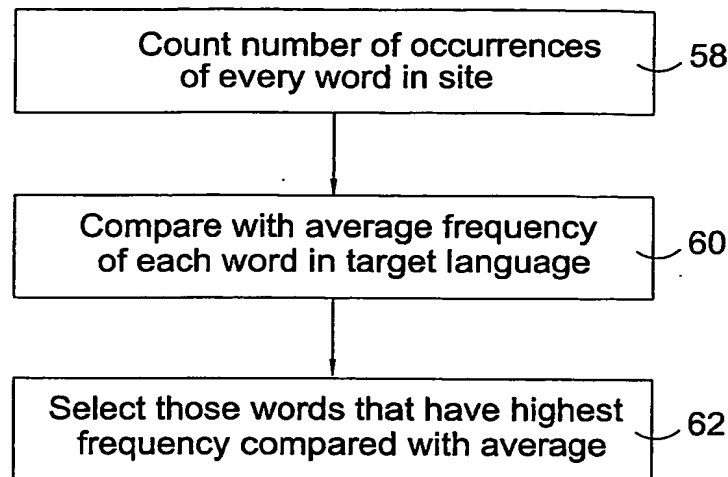 Count number of occurrences
of every word in site
58
Compare with average frequency
of each word in target language
60
Select those words that have highest
frequency compared with average
62